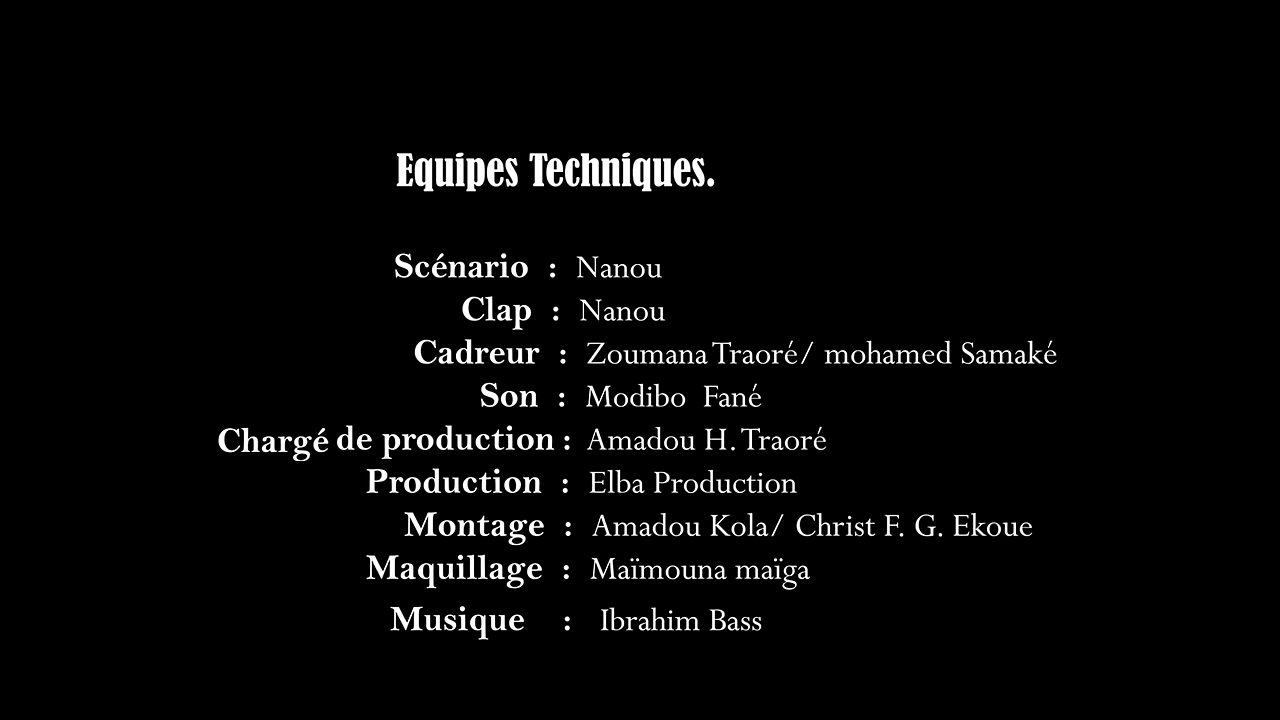 Equipes Techniques.
Scénario : Nanou
Clap : Nanou
Cadreur : Zoumana Traoré/ mohamed Samaké
Son : Modibo Fané
Chargé de production : Amadou H. Traoré
Production : Elba Production
Montage : Amadou Kola/ Christ F. G. Ekoue
Maquillage : Maïmouna maïga
Musique : Ibrahim Bass